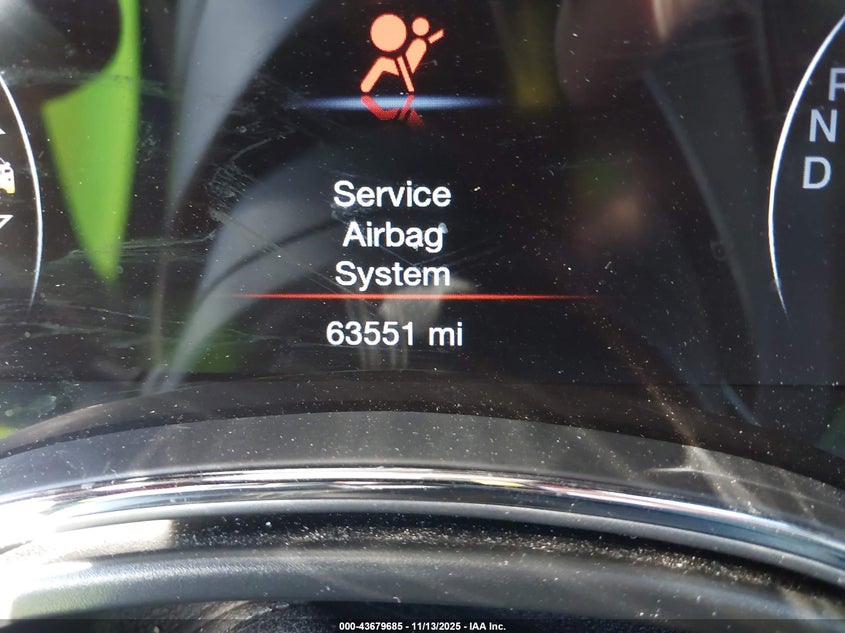 R
N
D
Service
Airbag
System
63551 mi
000-43679685 - 11/13/2025 - IAA Inc.